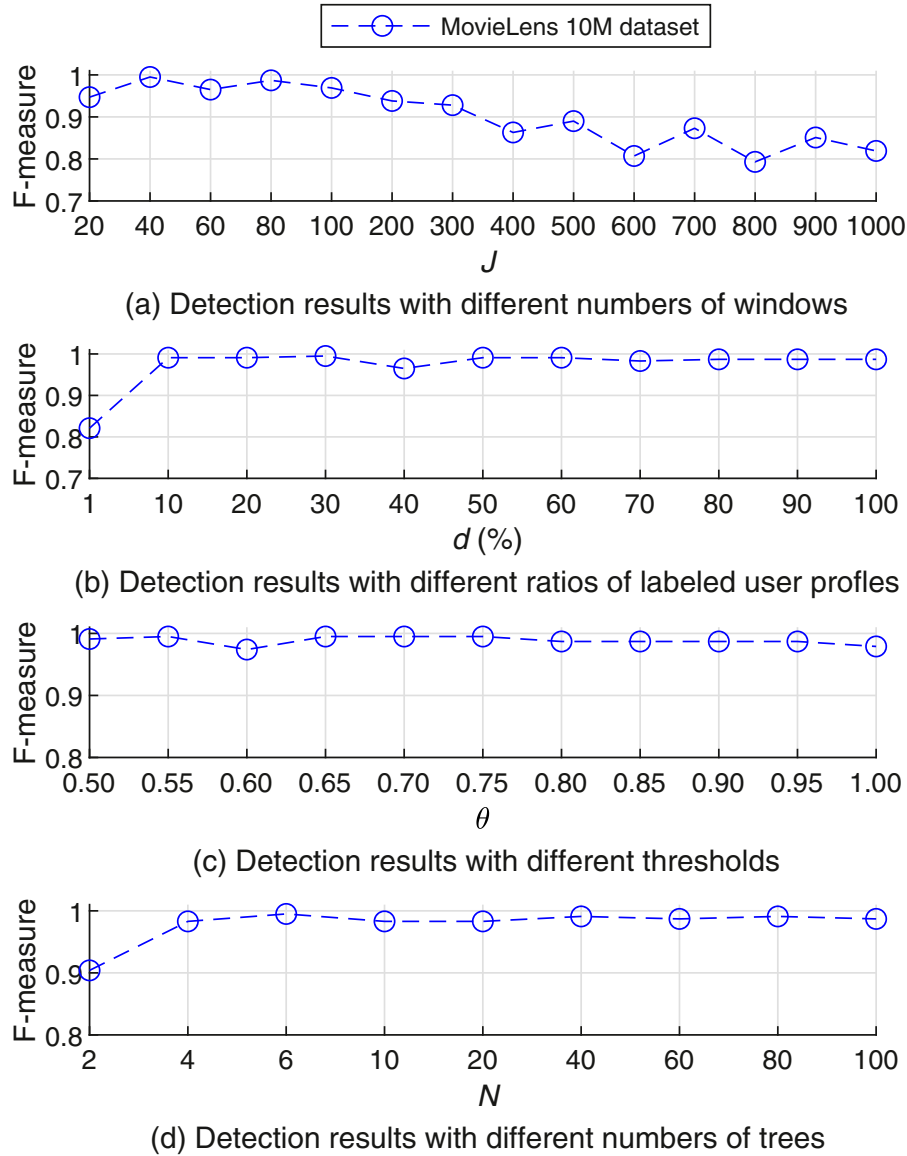 MovieLens 10M dataset
F-measure
1
0.9
0.8
0.7
20 40 60 80 100 200 300 400 500 600 700 800 900 1000
J
(a) Detection results with different numbers of windows
F-measure
1
0.9
0.8
0.7
1 10 20 30 40 50 60 70 80 90 100
d (%)
(b) Detection results with different ratios of labeled user profles
F-measure
1
0.9
0.8
0.50 0.55 0.60 0.65 0.70 0.75 0.80 0.85 0.90 0.95 1.00
θ
(c) Detection results with different thresholds
F-measure
1
0.9
0.8
2 4 6 10 20 40 60 80 100
N
(d) Detection results with different numbers of trees